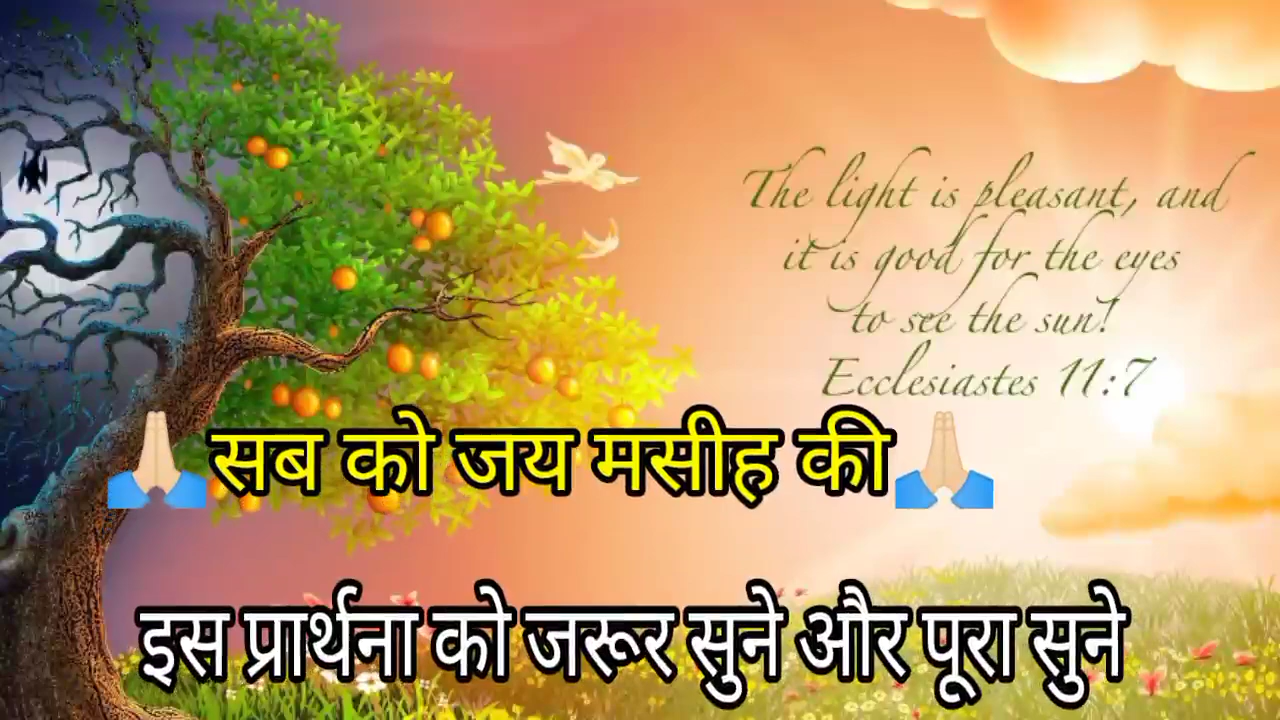 The light is pleasant, and
it is good for the eyes
to see the sun!
Ecclesiastes 11:7
🙏🏻सब को जय मसीह की🙏🏻
इस प्रार्थना को जरूर सुने और पूरा सुने